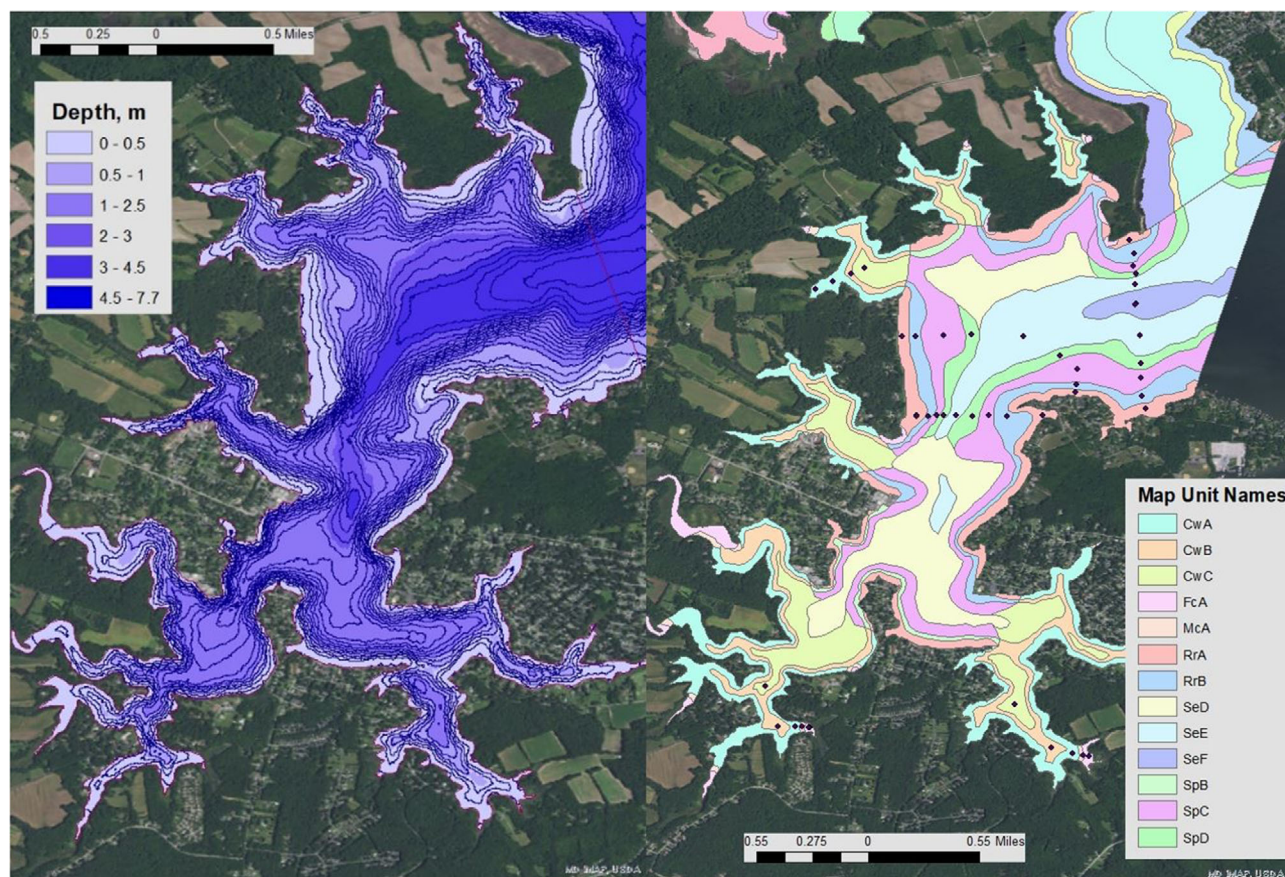 0.5 0.25 0 0.5 Miles
Depth, m
0 - 0.5
0.5 - 1
1 - 2.5
2 - 3
3 - 4.5
4.5 - 7.7
MD iMAP, USDA
Map Unit Names
CwA
CwB
CwC
FcA
McA
RrA
RrB
SeD
SeE
SeF
SpB
SpC
SpD
0.55 0.275 0 0.55 Miles
MD iMAP, USDA